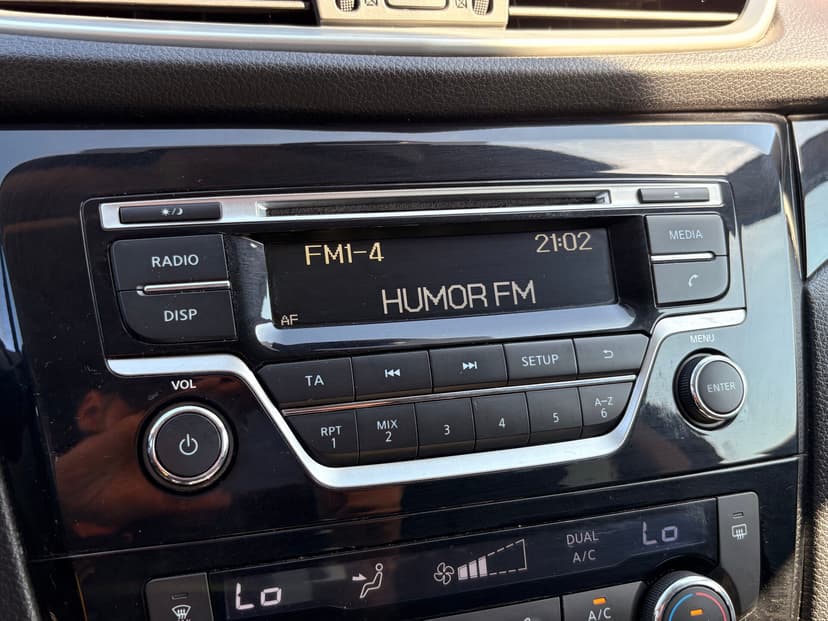 RADIO
DISP
FM1-4 21:02
HUMOR FM
AF
MEDIA
VOL
TA
SETUP
RPT 1
MIX 2
3
4
5
A-Z 6
MENU
ENTER
Lo
DUAL A/C
Lo
A/C